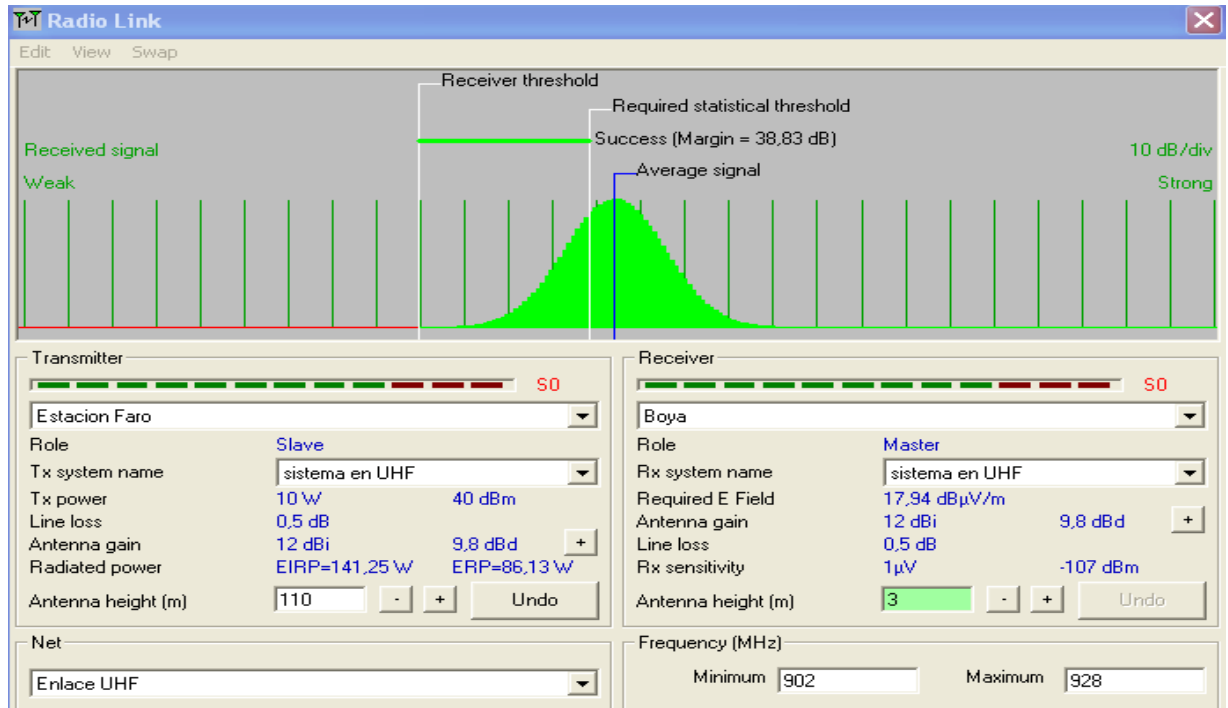 Radio Link
Edit View Swap
Receiver threshold
Required statistical threshold
Success (Margin = 38,83 dB)
Received signal
10 dB/div
Average signal
Weak
Strong
Transmitter
S0
Estacion Faro
Role Slave
Tx system name sistema en UHF
Tx power 10 W 40 dBm
Line loss 0,5 dB
Antenna gain 12 dBi 9,8 dBd +
Radiated power EIRP=141,25 W ERP=86,13 W
Antenna height (m) 110 - + Undo
Receiver
S0
Boya
Role Master
Rx system name sistema en UHF
Required E Field 17,94 dBµV/m
Antenna gain 12 dBi 9,8 dBd +
Line loss 0,5 dB
Rx sensitivity 1µV -107 dBm
Antenna height (m) 3 - + Undo
Net
Enlace UHF
Frequency (MHz)
Minimum 902 Maximum 928